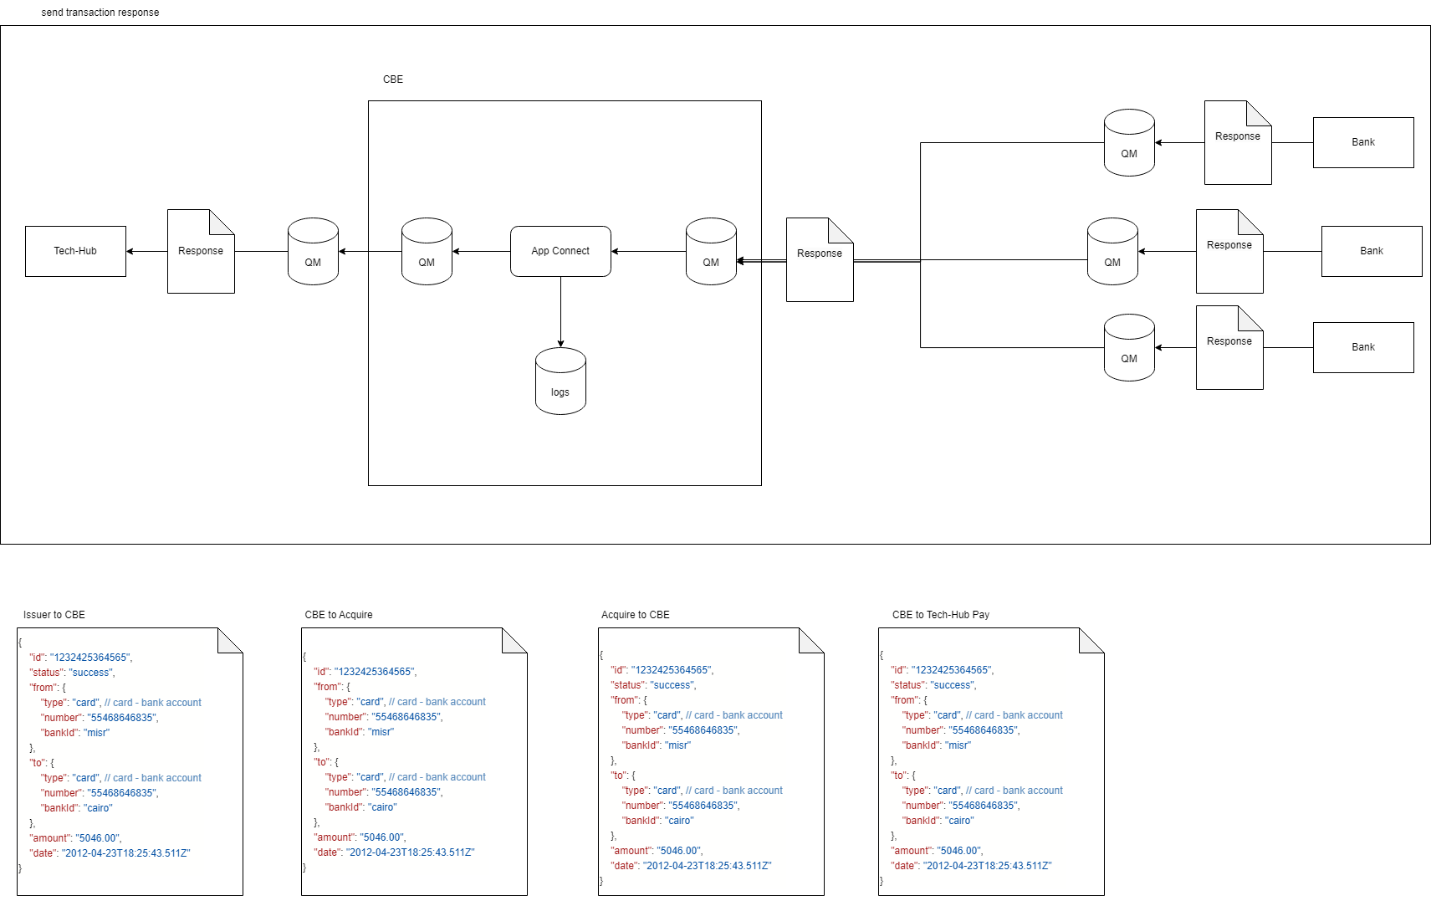 send transaction response
CBE
Tech-Hub
Response
QM
QM
App Connect
logs
QM
Response
QM
Response
Bank
QM
Response
Bank
QM
Response
Bank
Issuer to CBE
{
"id": "1232425364565",
"status": "success",
"from": {
"type": "card", // card - bank account
"number": "55468646835",
"bankId": "misr"
},
"to": {
"type": "card", // card - bank account
"number": "55468646835",
"bankId": "cairo"
},
"amount": "5046.00",
"date": "2012-04-23T18:25:43.511Z"
}
CBE to Acquire
{
"id": "1232425364565",
"from": {
"type": "card", // card - bank account
"number": "55468646835",
"bankId": "misr"
},
"to": {
"type": "card", // card - bank account
"number": "55468646835",
"bankId": "cairo"
},
"amount": "5046.00",
"date": "2012-04-23T18:25:43.511Z"
}
Acquire to CBE
{
"id": "1232425364565",
"status": "success",
"from": {
"type": "card", // card - bank account
"number": "55468646835",
"bankId": "misr"
},
"to": {
"type": "card", // card - bank account
"number": "55468646835",
"bankId": "cairo"
},
"amount": "5046.00",
"date": "2012-04-23T18:25:43.511Z"
}
CBE to Tech-Hub Pay
{
"id": "1232425364565",
"status": "success",
"from": {
"type": "card", // card - bank account
"number": "55468646835",
"bankId": "misr"
},
"to": {
"type": "card", // card - bank account
"number": "55468646835",
"bankId": "cairo"
},
"amount": "5046.00",
"date": "2012-04-23T18:25:43.511Z"
}